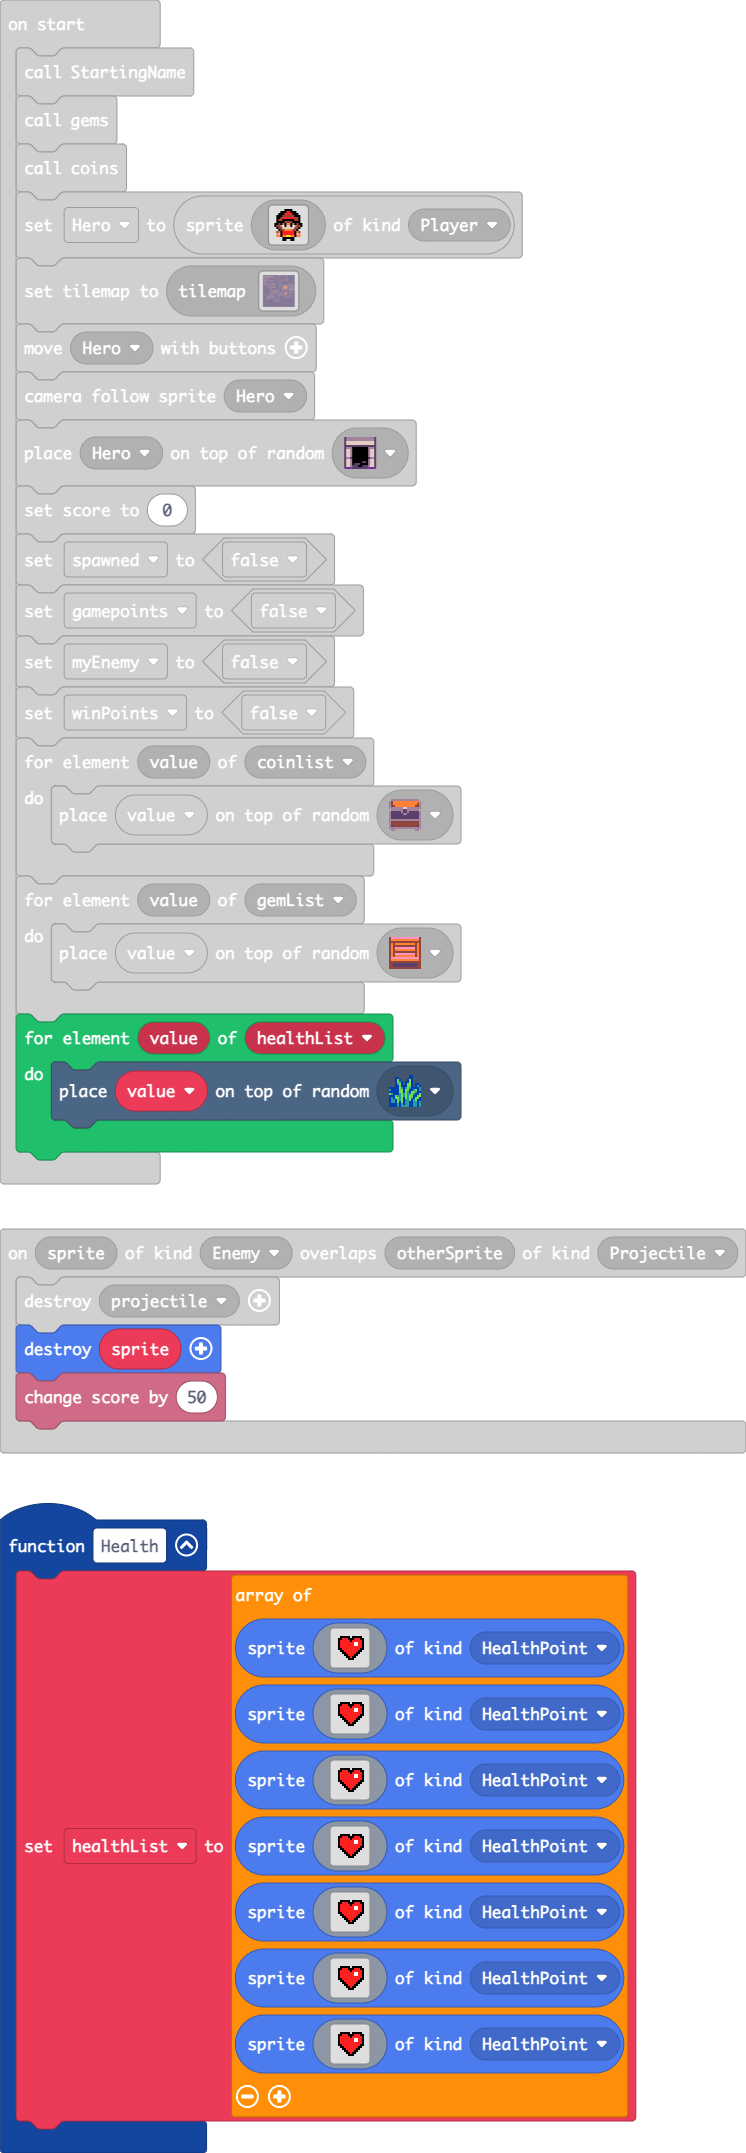 on start
call StartingName
call gems
call coins
set Hero to sprite of kind Player
set tilemap to tilemap
move Hero with buttons
camera follow sprite Hero
place Hero on top of random
set score to 0
set spawned to false
set gamepoints to false
set myEnemy to false
set winPoints to false
for element value of coinlist
do place value on top of random
for element value of gemList
do place value on top of random
for element value of healthList
do place value on top of random
on sprite of kind Enemy overlaps otherSprite of kind Projectile
destroy projectile
destroy sprite
change score by 50
function Health
array of
sprite of kind HealthPoint
sprite of kind HealthPoint
sprite of kind HealthPoint
set healthList to sprite of kind HealthPoint
sprite of kind HealthPoint
sprite of kind HealthPoint
sprite of kind HealthPoint